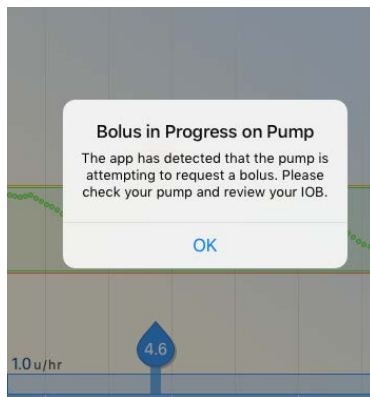 Bolus in Progress on Pump
The app has detected that the pump is
attempting to request a bolus. Please
check your pump and review your IOB.
OK
4.6
1.0 u/hr